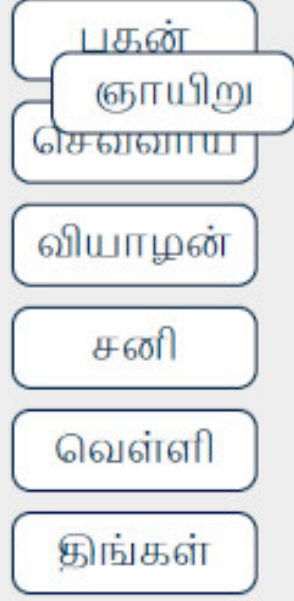 புதன்
ஞாயிறு
செவ்வாய்
வியாழன்
சனி
வெள்ளி
திங்கள்